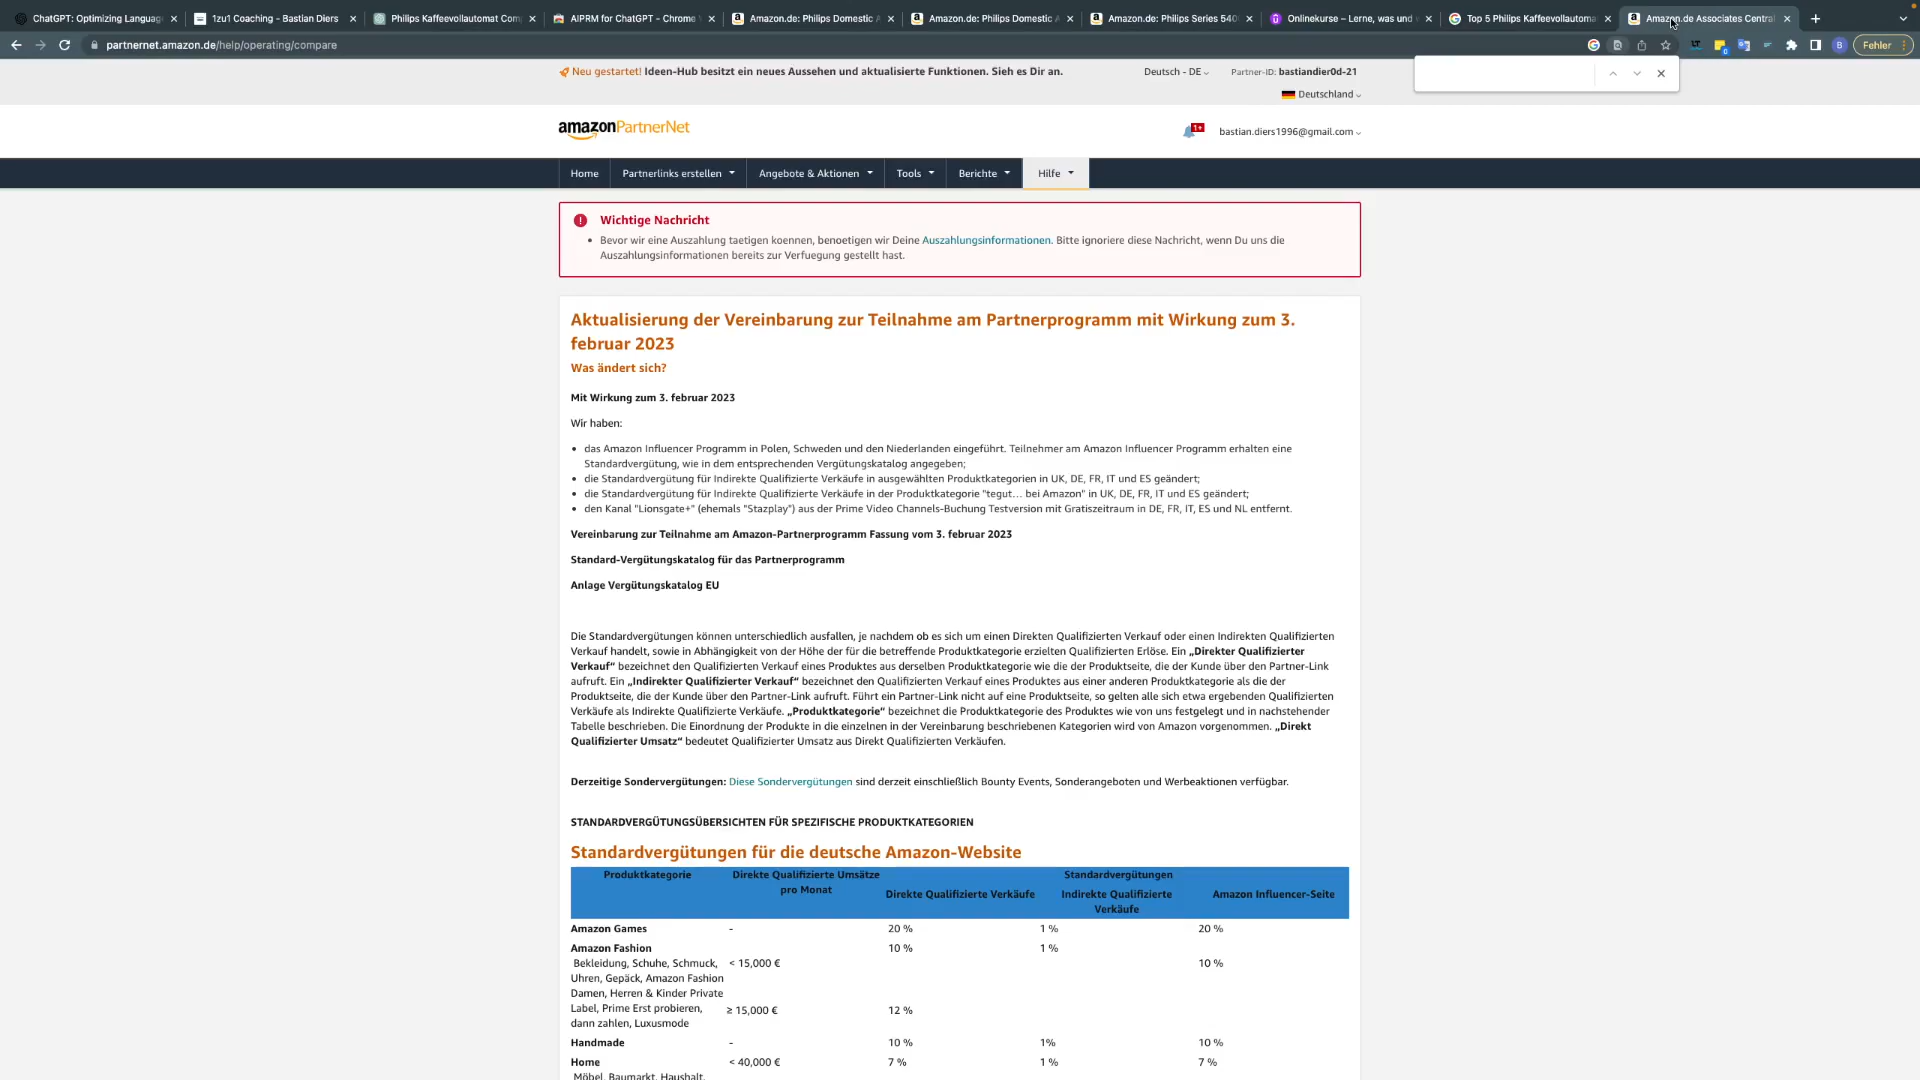 ChatGPT: Optimizing Languag
1zu1 Coaching - Bastian Diers
Philips Kaffeevollautomat Com
AIPRM for ChatGPT - Chrome
Amazon.de: Philips Domestic A
Amazon.de: Philips Domestic A
Amazon.de: Philips Series 540
Onlinekurse – Lerne, was und
Top 5 Philips Kaffeevollautoma
Amazon.de Associates Central
partnernet.amazon.de/help/operating/compare
Fehler
Neu gestartet! Ideen-Hub besitzt ein neues Aussehen und aktualisierte Funktionen. Sieh es Dir an.
Deutsch - DE
Partner-ID: bastiandier0d-21
Deutschland
amazonPartnerNet
1+
bastian.diers1996@gmail.com
Home
Partnerlinks erstellen
Angebote & Aktionen
Tools
Berichte
Hilfe
Wichtige Nachricht
• Bevor wir eine Auszahlung taetigen koennen, benoetigen wir Deine Auszahlungsinformationen. Bitte ignoriere diese Nachricht, wenn Du uns die
Auszahlungsinformationen bereits zur Verfuegung gestellt hast.
Aktualisierung der Vereinbarung zur Teilnahme am Partnerprogramm mit Wirkung zum 3.
februar 2023
Was ändert sich?
Mit Wirkung zum 3. februar 2023
Wir haben:
• das Amazon Influencer Programm in Polen, Schweden und den Niederlanden eingeführt. Teilnehmer am Amazon Influencer Programm erhalten eine
Standardvergütung, wie in dem entsprechenden Vergütungskatalog angegeben;
• die Standardvergütung für Indirekte Qualifizierte Verkäufe in ausgewählten Produktkategorien in UK, DE, FR, IT und ES geändert;
• die Standardvergütung für Indirekte Qualifizierte Verkäufe in der Produktkategorie "tegut... bei Amazon" in UK, DE, FR, IT und ES geändert;
• den Kanal "Lionsgate+" (ehemals "Stazplay") aus der Prime Video Channels-Buchung Testversion mit Gratiszeitraum in DE, FR, IT, ES und NL entfernt.
Vereinbarung zur Teilnahme am Amazon-Partnerprogramm Fassung vom 3. februar 2023
Standard-Vergütungskatalog für das Partnerprogramm
Anlage Vergütungskatalog EU
Die Standardvergütungen können unterschiedlich ausfallen, je nachdem ob es sich um einen Direkten Qualifizierten Verkauf oder einen Indirekten Qualifizierten
Verkauf handelt, sowie in Abhängigkeit von der Höhe der für die betreffende Produktkategorie erzielten Qualifizierten Erlöse. Ein „Direkter Qualifizierter
Verkauf“ bezeichnet den Qualifizierten Verkauf eines Produktes aus derselben Produktkategorie wie die der Produktseite, die der Kunde über den Partner-Link
aufruft. Ein „Indirekter Qualifizierter Verkauf“ bezeichnet den Qualifizierten Verkauf eines Produktes aus einer anderen Produktkategorie als die der
Produktseite, die der Kunde über den Partner-Link aufruft. Führt ein Partner-Link nicht auf eine Produktseite, so gelten alle sich etwa ergebenden Qualifizierten
Verkäufe als Indirekte Qualifizierte Verkäufe. „Produktkategorie“ bezeichnet die Produktkategorie des Produktes wie von uns festgelegt und in nachstehender
Tabelle beschrieben. Die Einordnung der Produkte in die einzelnen in der Vereinbarung beschriebenen Kategorien wird von Amazon vorgenommen. „Direkt
Qualifizierter Umsatz“ bedeutet Qualifizierter Umsatz aus Direkt Qualifizierten Verkäufen.
Derzeitige Sondervergütungen: Diese Sondervergütungen sind derzeit einschließlich Bounty Events, Sonderangeboten und Werbeaktionen verfügbar.
STANDARDVERGÜTUNGSÜBERSICHTEN FÜR SPEZIFISCHE PRODUKTKATEGORIEN
Standardvergütungen für die deutsche Amazon-Website
Produktkategorie Direkte Qualifizierte Umsätze Standardvergütungen
pro Monat Direkte Qualifizierte Verkäufe Indirekte Qualifizierte Amazon Influencer-Seite
Verkäufe
Amazon Games - 20 % 1 % 20 %
Amazon Fashion 10 % 1 %
Bekleidung, Schuhe, Schmuck, < 15,000 € 10 %
Uhren, Gepäck, Amazon Fashion
Damen, Herren & Kinder Private
Label, Prime Erst probieren, ≥ 15,000 € 12 %
dann zahlen, Luxusmode
Handmade - 10 % 1% 10 %
Home < 40,000 € 7 % 1 % 7 %
Möbel, Baumarkt, Haushalt,